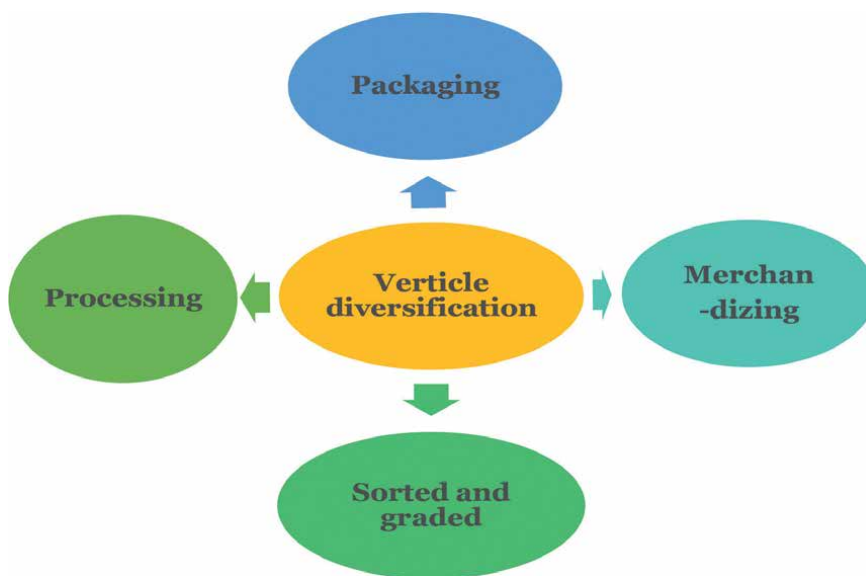 Packaging
Processing
Verticle
diversification
Merchan
-dizing
Sorted and
graded